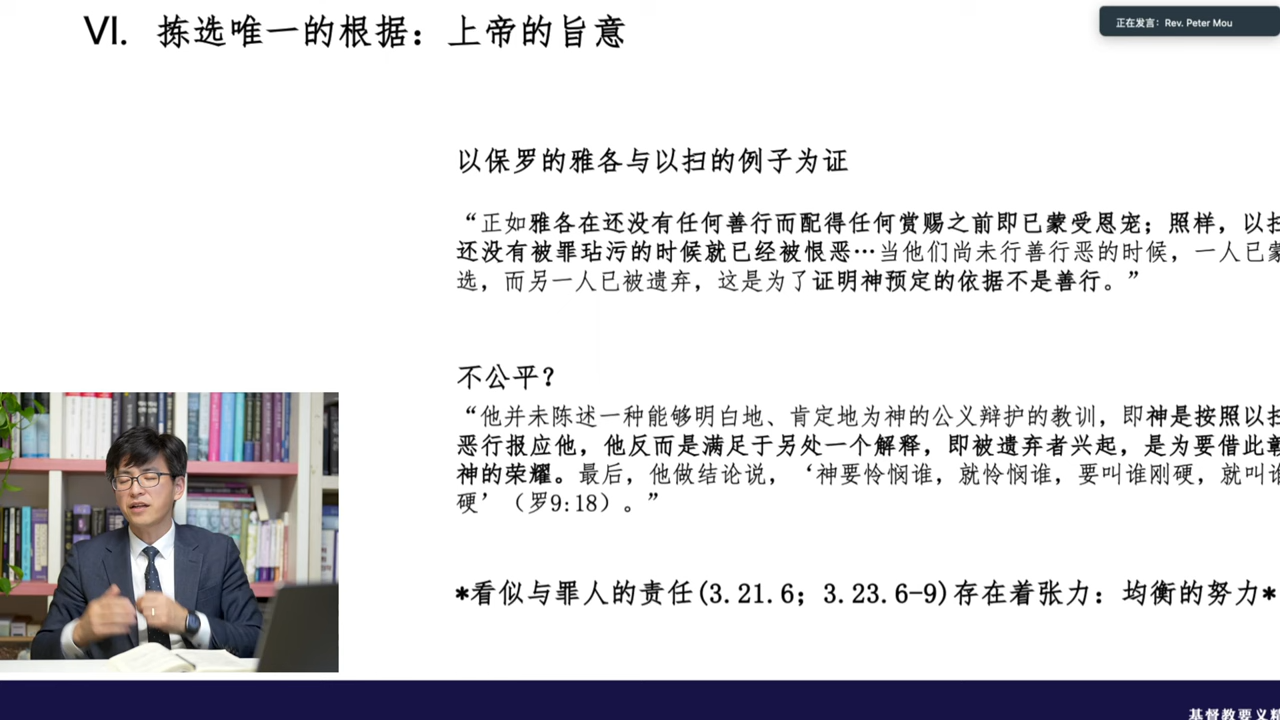 VI. 拣选唯一的根据：上帝的旨意
正在发言：Rev. Peter Mou
以保罗的雅各与以扫的例子为证
“正如雅各在还没有任何善行而配得任何赏赐之前即已蒙受恩宠；照样，以扫
还没有被罪玷污的时候就已经被恨恶…当他们尚未行善行恶的时候，一人已蒙
选，而另一人已被遗弃，这是为了证明神预定的依据不是善行。”
不公平？
“他并未陈述一种能够明白地、肯定地为神的公义辩护的教训，即神是按照以扫
恶行报应他，他反而是满足于另处一个解释，即被遗弃者兴起，是为要借此彰
神的荣耀。最后，他做结论说，‘神要怜悯谁，就怜悯谁，要叫谁刚硬，就叫谁
硬’（罗9:18）。”
*看似与罪人的责任(3.21.6；3.23.6-9)存在着张力：均衡的努力*
基督教要义精